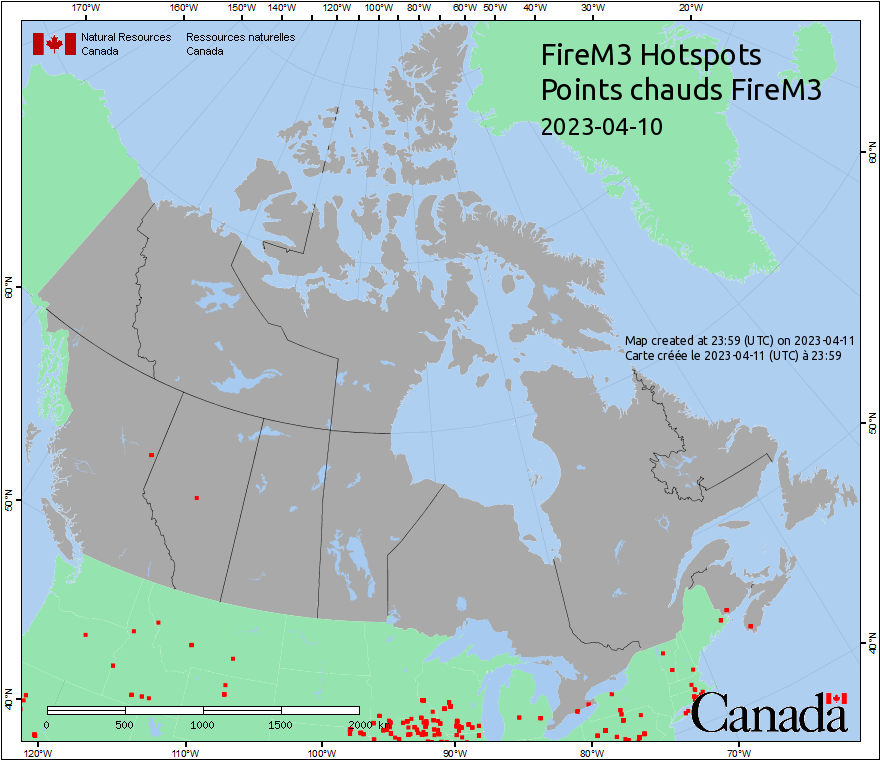 170°W 160°W 150°W 140°W 120°W 100°W 80°W 60°W 50°W 40°W 30°W 20°W
Natural Resources Ressources naturelles
Canada Canada
FireM3 Hotspots
Points chauds FireM3
2023-04-10
60°N
60°N
Map created at 23:59 (UTC) on 2023-04-11
Carte créée le 2023-04-11 (UTC) à 23:59
50°N
50°N
40°N
40°N
0 500 1000 1500 2000 km
Canada
120°W 110°W 100°W 90°W 80°W 70°W